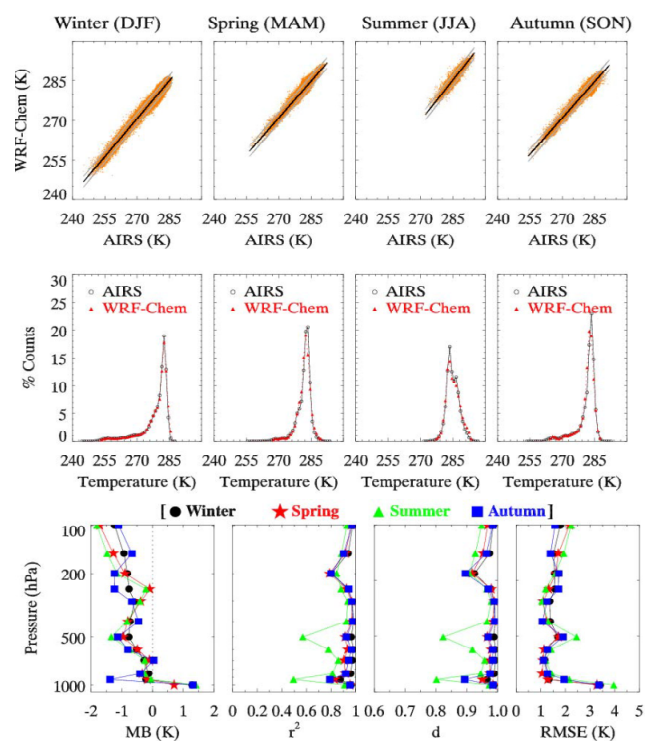 Winter (DJF) Spring (MAM) Summer (JJA) Autumn (SON)
WRF-Chem (K)
285
270
255
240
240 255 270 285 240 255 270 285 240 255 270 285 240 255 270 285
AIRS (K) AIRS (K) AIRS (K) AIRS (K)
% Counts
30
25
20
15
10
5
0
AIRS AIRS AIRS AIRS
WRF-Chem WRF-Chem WRF-Chem WRF-Chem
240 255 270 285 240 255 270 285 240 255 270 285 240 255 270 285
Temperature (K) Temperature (K) Temperature (K) Temperature (K)
[ Winter Spring Summer Autumn ]
Pressure (hPa)
100
200
500
1000
-2 -1 0 1 2 0 0.2 0.4 0.6 0.8 1 0.6 0.7 0.8 0.9 1 0 1 2 3 4 5
MB (K) r² d RMSE (K)